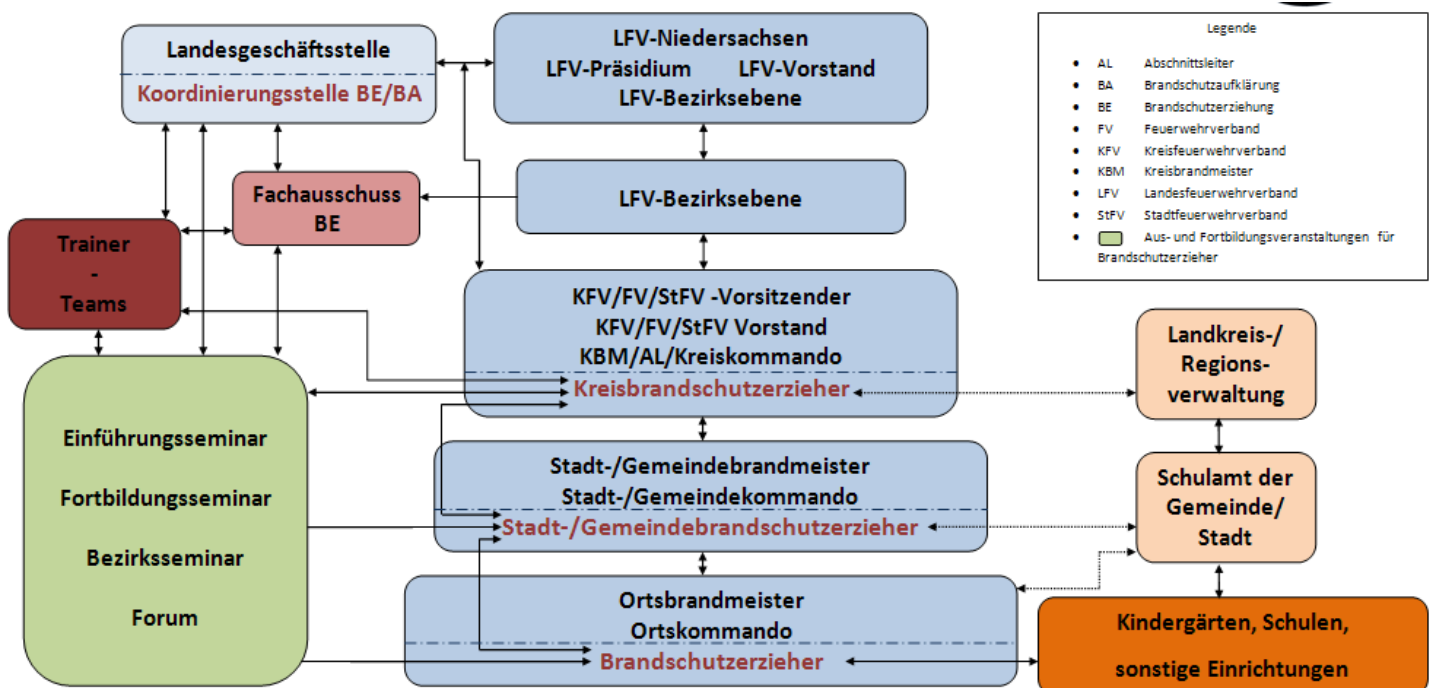 Landesgeschäftsstelle
Koordinierungsstelle BE/BA
LFV-Niedersachsen
LFV-Präsidium LFV-Vorstand
LFV-Bezirksebene
Legende
• AL Abschnittsleiter
• BA Brandschutzaufklärung
• BE Brandschutzerziehung
• FV Feuerwehrverband
• KFV Kreisfeuerwehrverband
• KBM Kreisbrandmeister
• LFV Landesfeuerwehrverband
• StFV Stadtfeuerwehrverband
• Aus- und Fortbildungsveranstaltungen für
Brandschutzerzieher
Fachausschuss
BE
LFV-Bezirksebene
Trainer
-
Teams
KFV/FV/StFV -Vorsitzender
KFV/FV/StFV Vorstand
KBM/AL/Kreiskommando
Kreisbrandschutzerzieher
Landkreis-/
Regions-
verwaltung
Einführungsseminar
Fortbildungsseminar
Bezirksseminar
Forum
Stadt-/Gemeindebrandmeister
Stadt-/Gemeindekommando
Stadt-/Gemeindebrandschutzerzieher
Schulamt der
Gemeinde/
Stadt
Ortsbrandmeister
Ortskommando
Brandschutzerzieher
Kindergärten, Schulen,
sonstige Einrichtungen